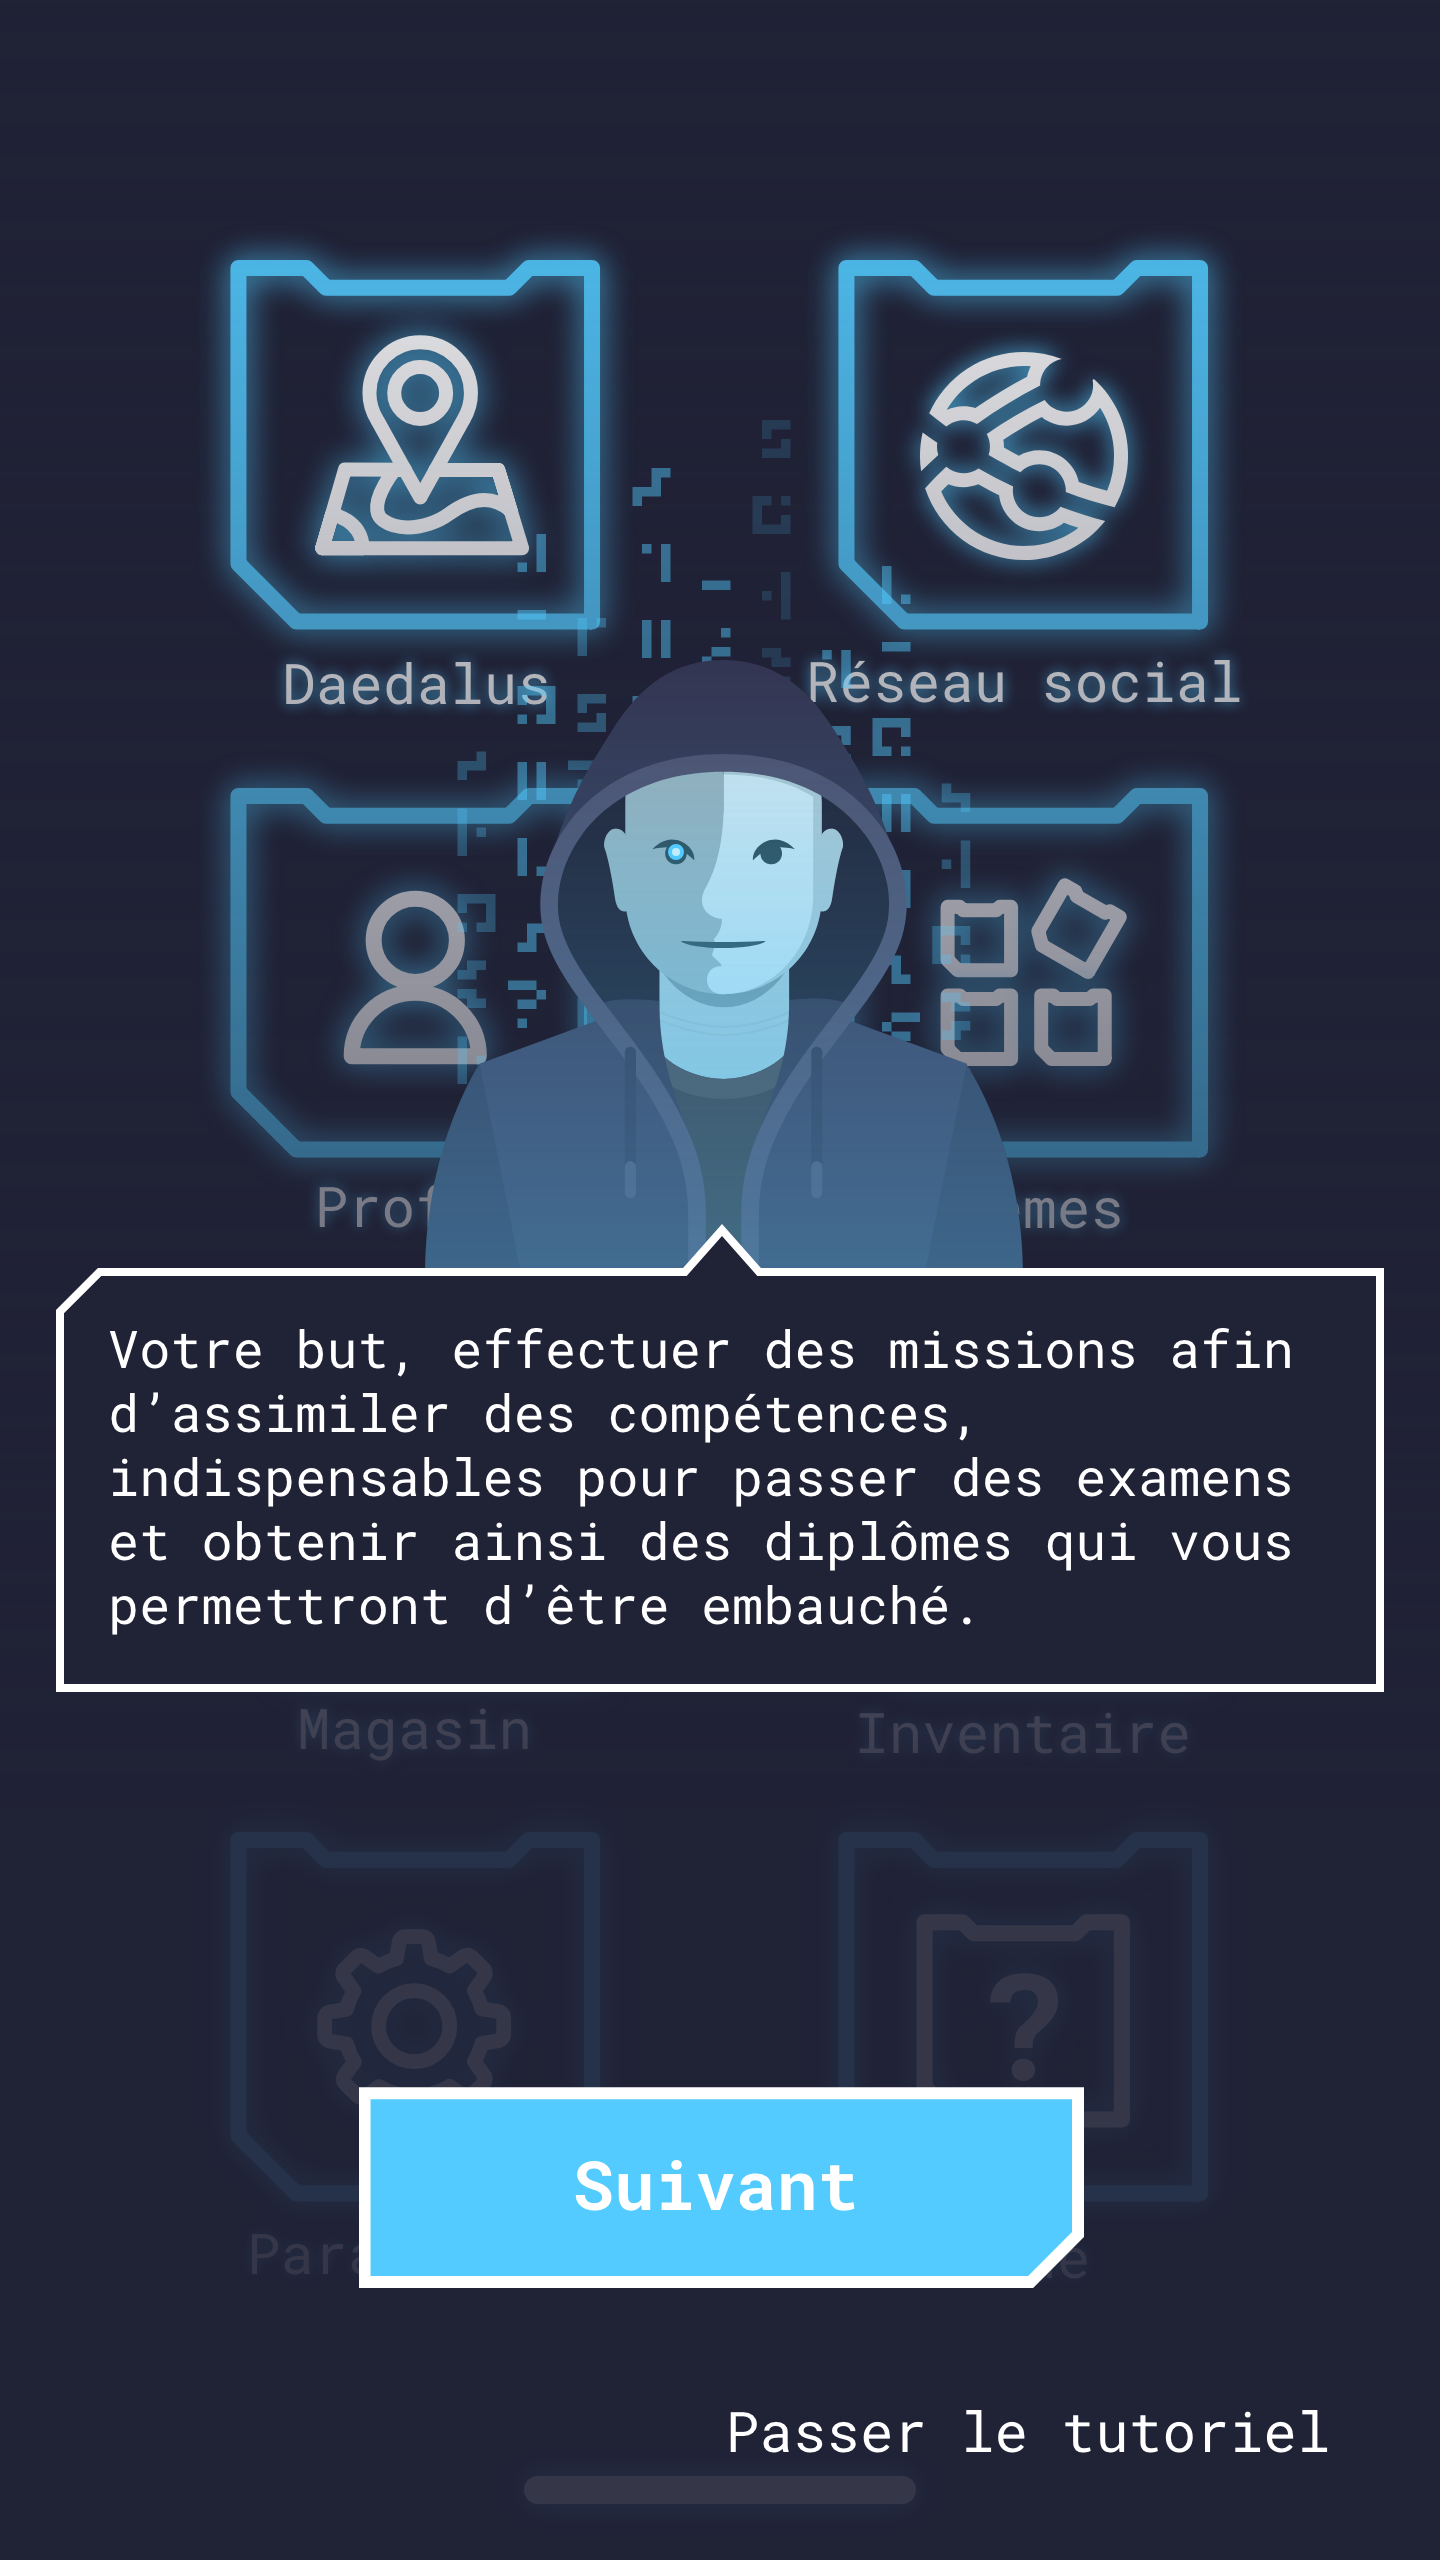 Daedalus
Réseau social
Votre but, effectuer des missions afin
d’assimiler des compétences,
indispensables pour passer des examens
et obtenir ainsi des diplômes qui vous
permettront d’être embauché.
Magasin
Inventaire
?
Suivant
Passer le tutoriel